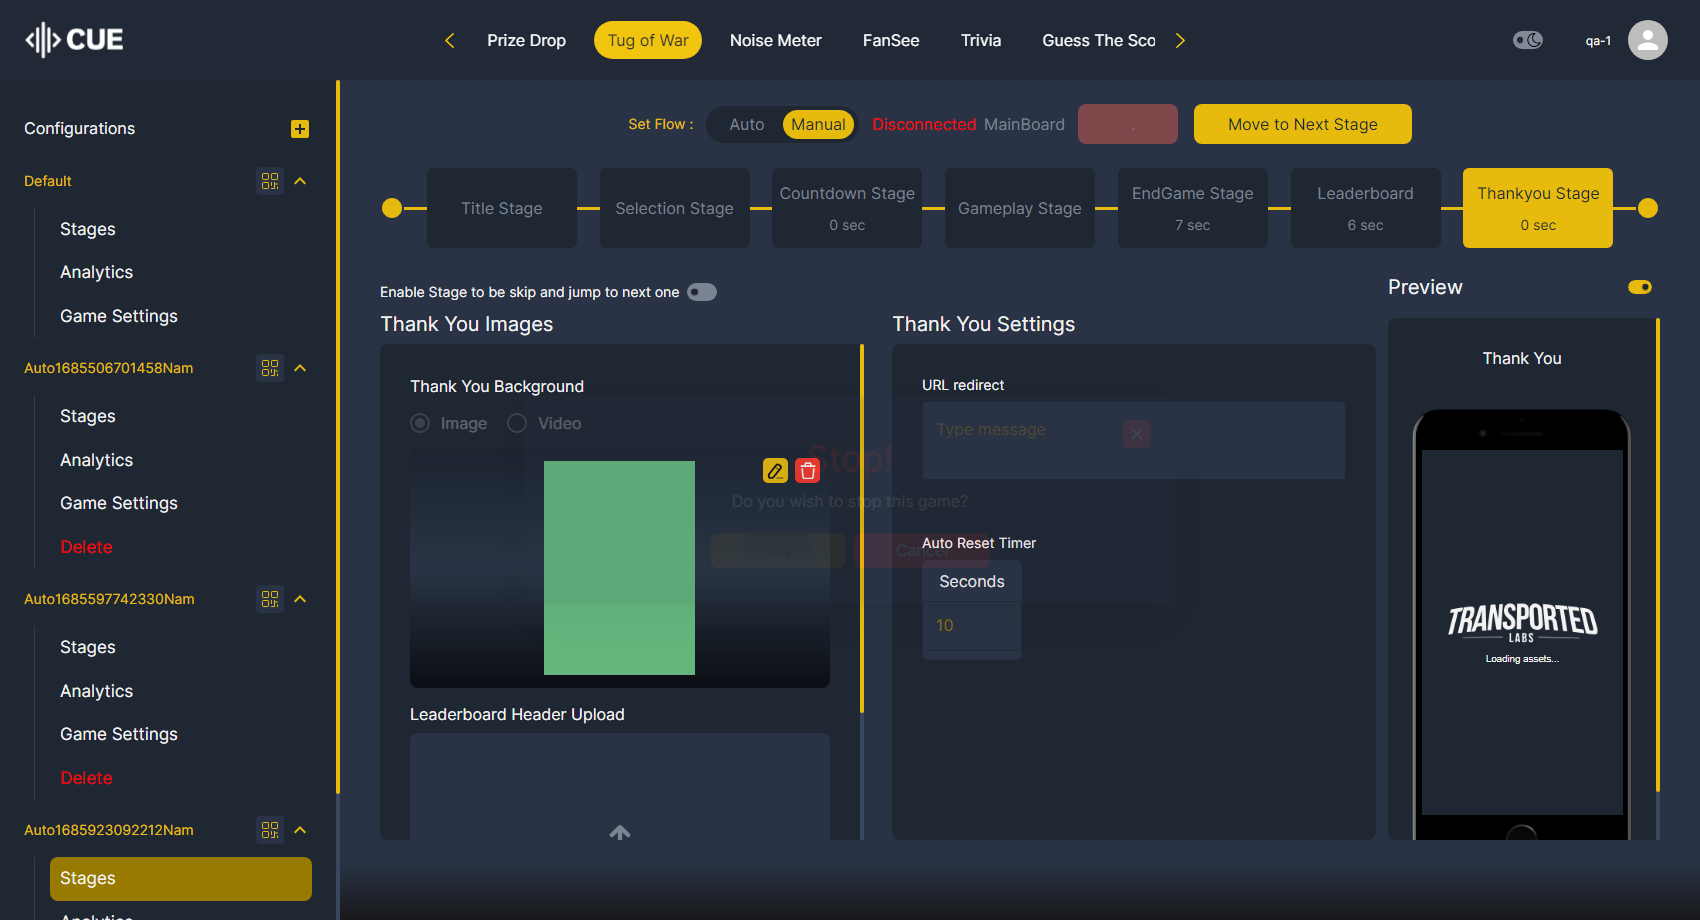 CUE
Prize Drop
Tug of War
Noise Meter
FanSee
Trivia
Guess The Sco
qa-1
Configurations
Default
Stages
Analytics
Game Settings
Auto1685506701458Nam
Stages
Analytics
Game Settings
Delete
Auto1685597742330Nam
Stages
Analytics
Game Settings
Delete
Auto1685923092212Nam
Stages
Analytics
Set Flow :
Auto
Manual
Disconnected
MainBoard
.
Move to Next Stage
Title Stage
Selection Stage
Countdown Stage
0 sec
Gameplay Stage
EndGame Stage
7 sec
Leaderboard
6 sec
Thankyou Stage
0 sec
Enable Stage to be skip and jump to next one
Thank You Images
Thank You Background
Image
Video
Leaderboard Header Upload
Stop!
Do you wish to stop this game?
Stop
Cancel
Thank You Settings
URL redirect
Type message
Auto Reset Timer
Seconds
10
Preview
Thank You
TRANSPORTED
LABS
Loading assets...